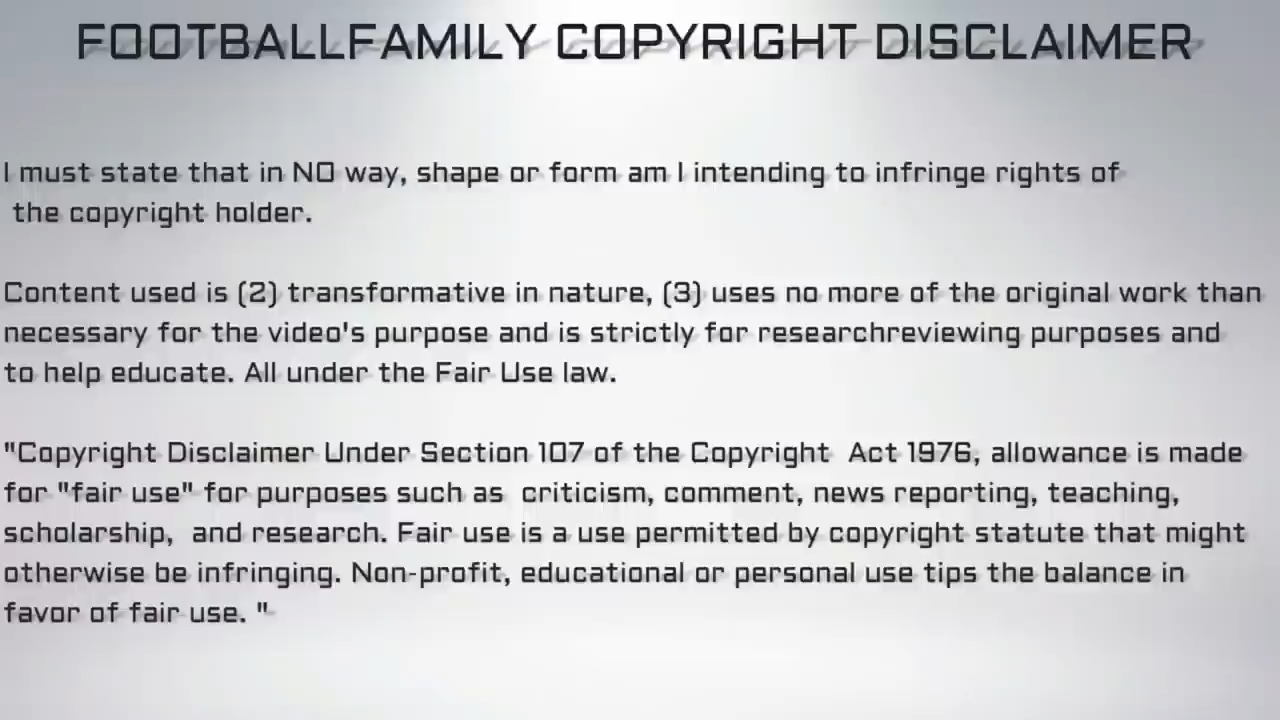 FOOTBALLFAMILY COPYRIGHT DISCLAIMER
I must state that in NO way, shape or form am I intending to infringe rights of
the copyright holder.
Content used is (2) transformative in nature, (3) uses no more of the original work than
necessary for the video's purpose and is strictly for researchreviewing purposes and
to help educate. All under the Fair Use law.
"Copyright Disclaimer Under Section 107 of the Copyright Act 1976, allowance is made
for "fair use" for purposes such as criticism, comment, news reporting, teaching,
scholarship, and research. Fair use is a use permitted by copyright statute that might
otherwise be infringing. Non-profit, educational or personal use tips the balance in
favor of fair use. "